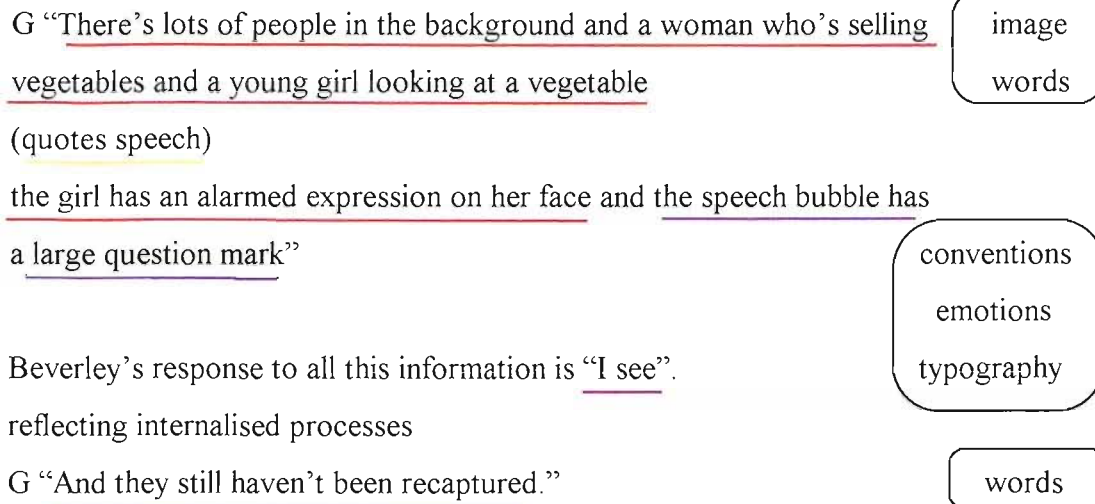 G “There’s lots of people in the background and a woman who’s selling
vegetables and a young girl looking at a vegetable
(quotes speech)
the girl has an alarmed expression on her face and the speech bubble has
a large question mark”
Beverley’s response to all this information is “I see”.
reflecting internalised processes
G “And they still haven’t been recaptured.”
image
words
conventions
emotions
typography
words